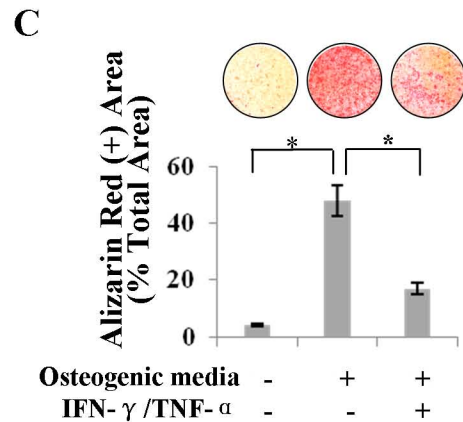 C
Alizarin Red (+) Area
(% Total Area)
* *
60
40
20
0
Osteogenic media - + +
IFN- γ /TNF- α - - +